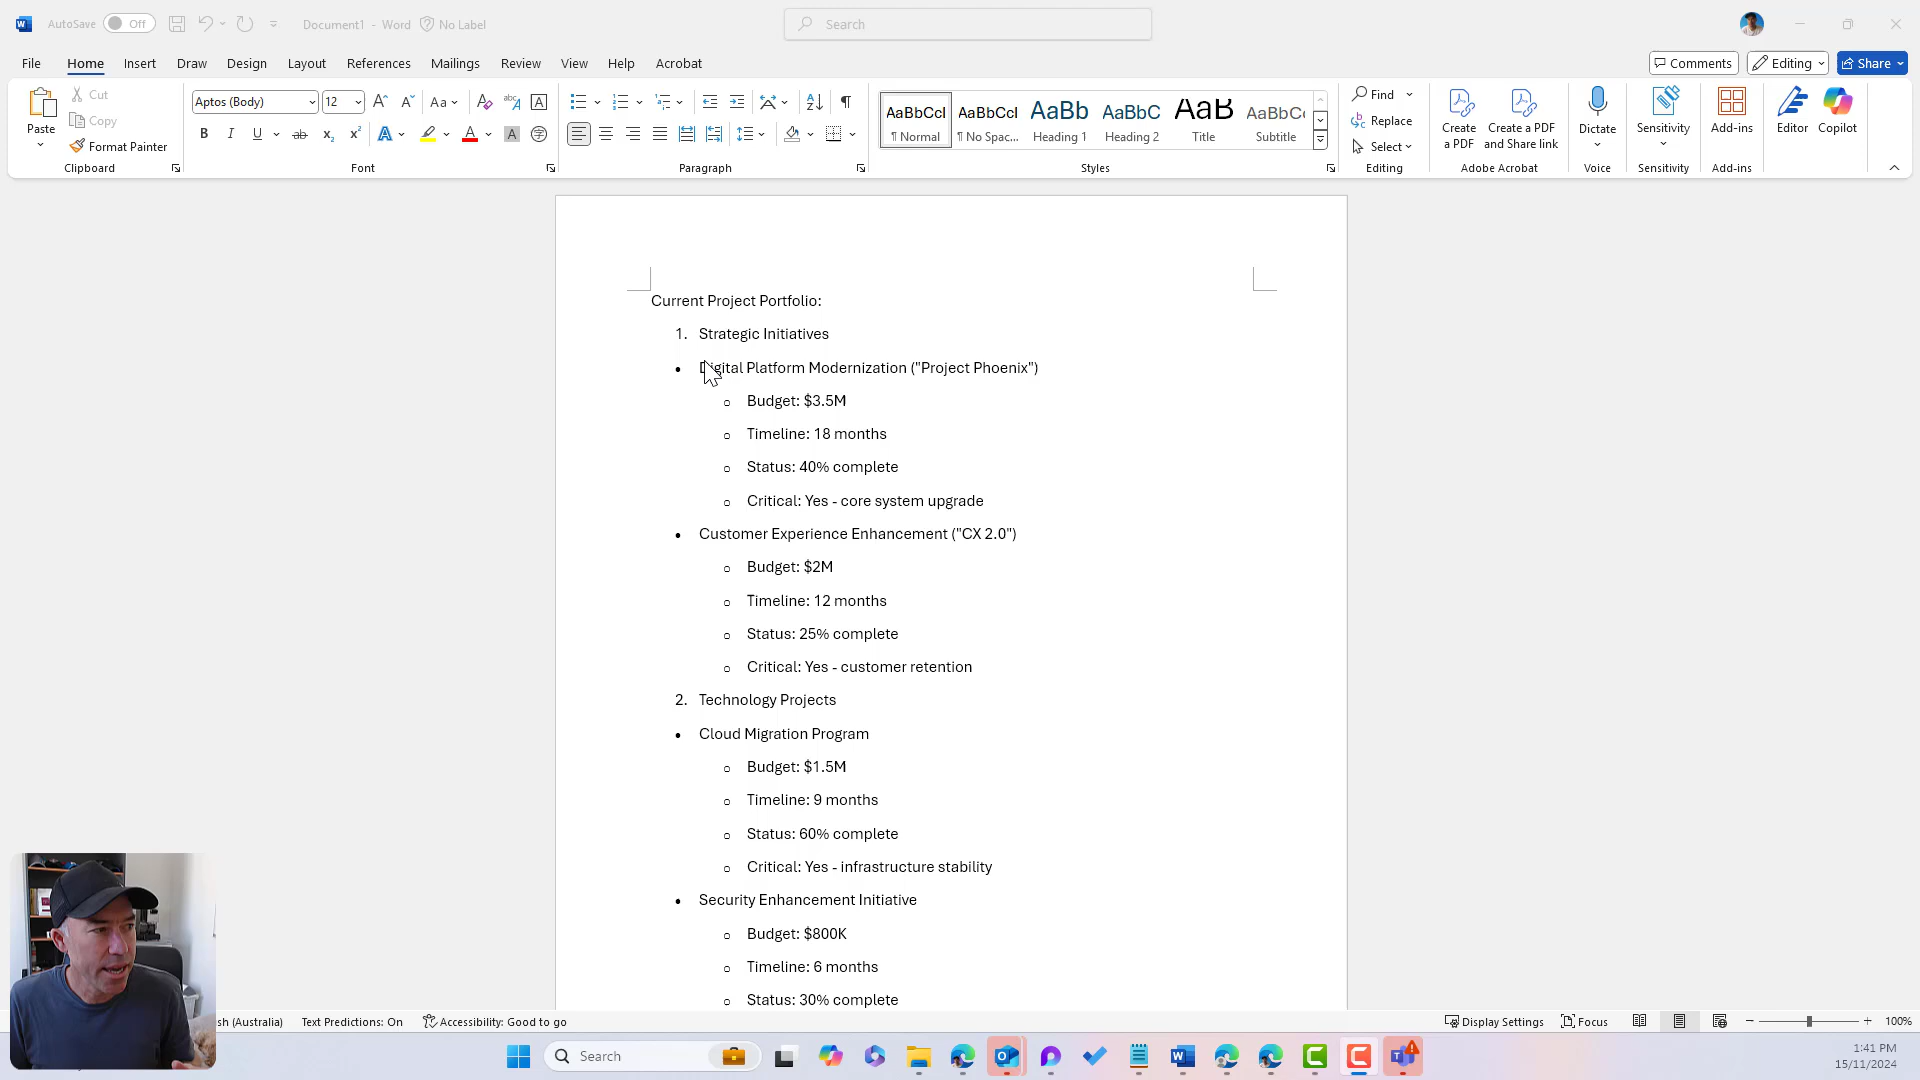 AutoSave Off Document1 - Word No Label Search
File Home Insert Draw Design Layout References Mailings Review View Help Acrobat Comments Editing Share
Paste Cut Copy Format Painter Clipboard
Aptos (Body) 12 Font
Paragraph
AaBbCcI AaBbCcI AaBb AaBbCc AaB AaBbCc
Normal No Spac... Heading 1 Heading 2 Title Subtitle
Styles
Find Replace Select Editing
Create a PDF Create a PDF and Share link Adobe Acrobat
Dictate Voice
Sensitivity Sensitivity
Add-ins Add-ins
Editor Copilot
Current Project Portfolio:
1. Strategic Initiatives
• Digital Platform Modernization ("Project Phoenix")
o Budget: $3.5M
o Timeline: 18 months
o Status: 40% complete
o Critical: Yes - core system upgrade
• Customer Experience Enhancement ("CX 2.0")
o Budget: $2M
o Timeline: 12 months
o Status: 25% complete
o Critical: Yes - customer retention
2. Technology Projects
• Cloud Migration Program
o Budget: $1.5M
o Timeline: 9 months
o Status: 60% complete
o Critical: Yes - infrastructure stability
• Security Enhancement Initiative
o Budget: $800K
o Timeline: 6 months
o Status: 30% complete
sh (Australia) Text Predictions: On Accessibility: Good to go Display Settings Focus 100%
Search
1:41 PM
15/11/2024